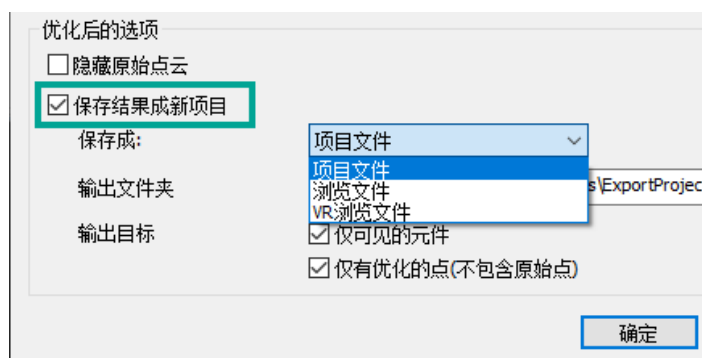 优化后的选项
隐藏原始点云
保存结果成新项目
保存成: 项目文件
项目文件
浏览文件
VR浏览文件
输出文件夹 s\ExportProjec
输出目标 仅可见的元件
仅有优化的点(不包含原始点)
确定